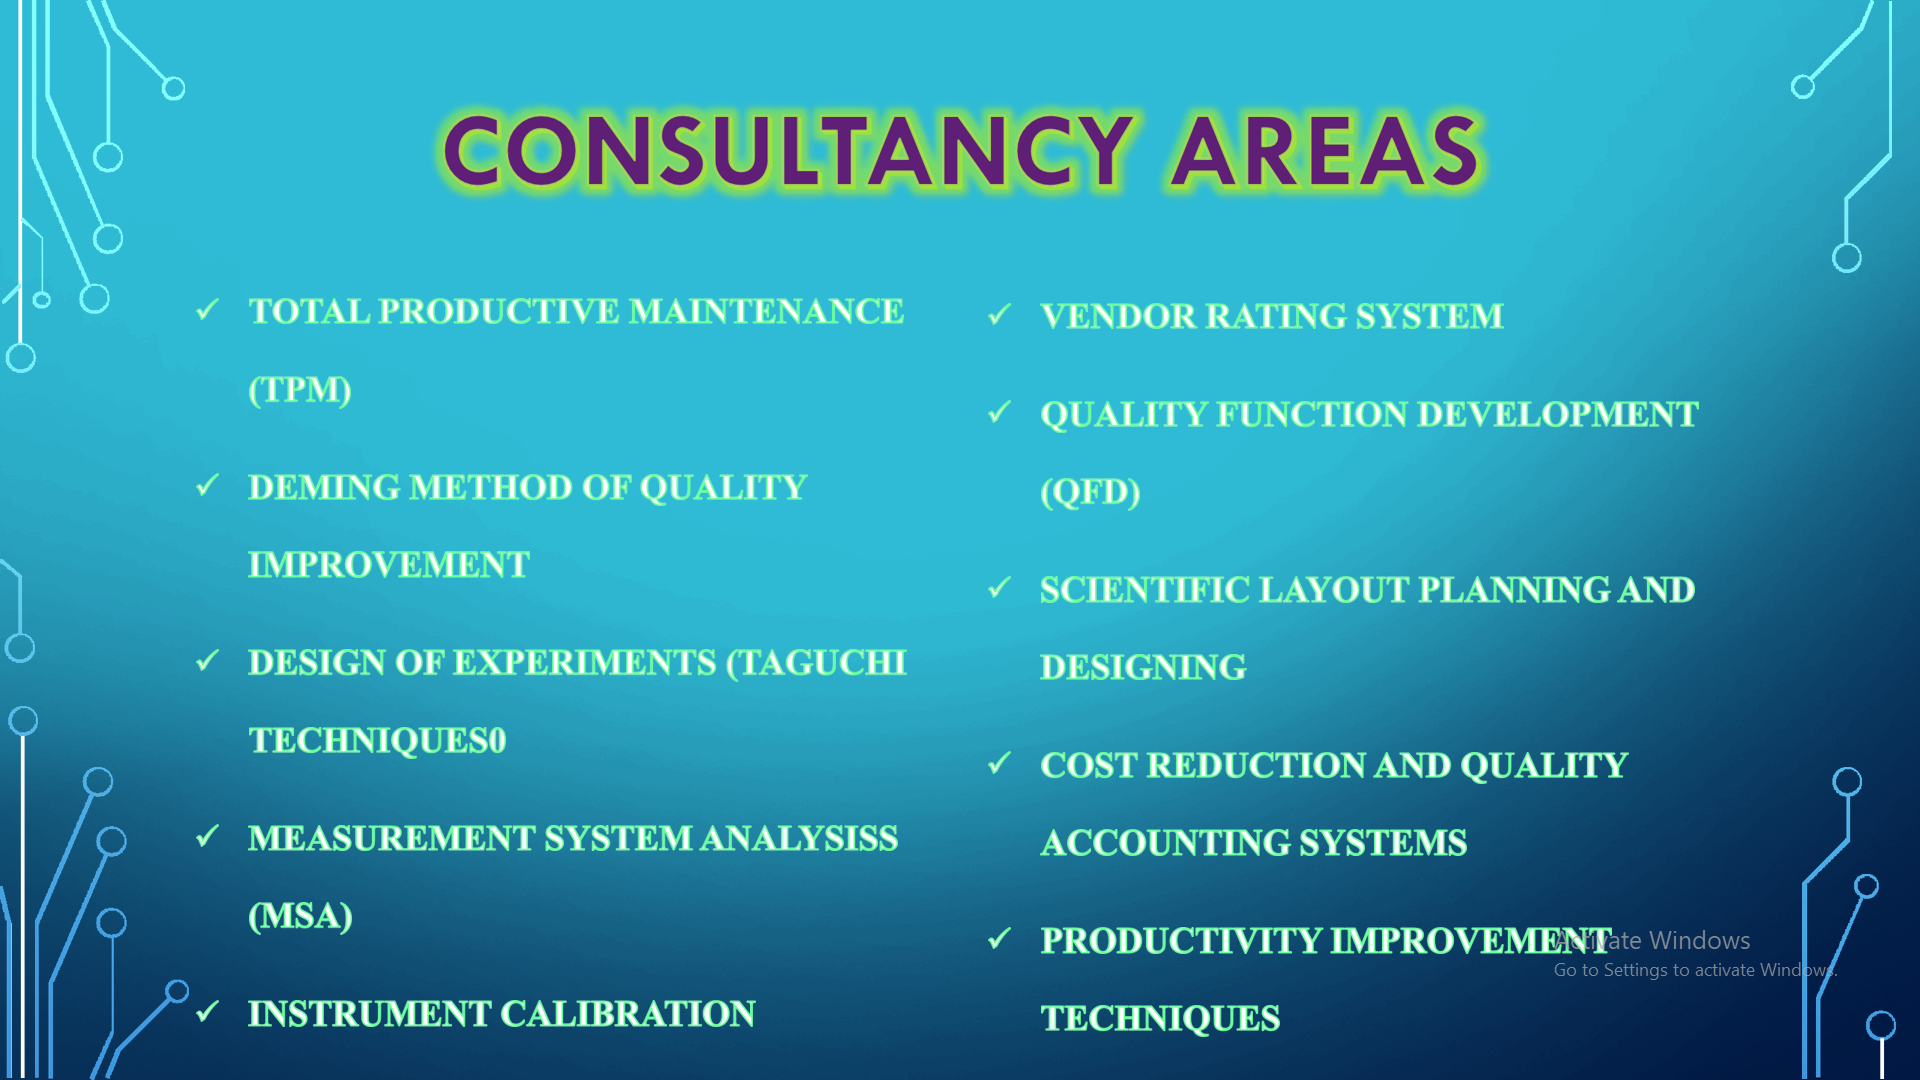 CONSULTANCY AREAS
✓ TOTAL PRODUCTIVE MAINTENANCE
(TPM)
✓ DEMING METHOD OF QUALITY
IMPROVEMENT
✓ DESIGN OF EXPERIMENTS (TAGUCHI
TECHNIQUES0
✓ MEASUREMENT SYSTEM ANALYSISS
(MSA)
✓ INSTRUMENT CALIBRATION
✓ VENDOR RATING SYSTEM
✓ QUALITY FUNCTION DEVELOPMENT
(QFD)
✓ SCIENTIFIC LAYOUT PLANNING AND
DESIGNING
✓ COST REDUCTION AND QUALITY
ACCOUNTING SYSTEMS
✓ PRODUCTIVITY IMPROVEMENT
TECHNIQUES
Activate Windows
Go to Settings to activate Windows.